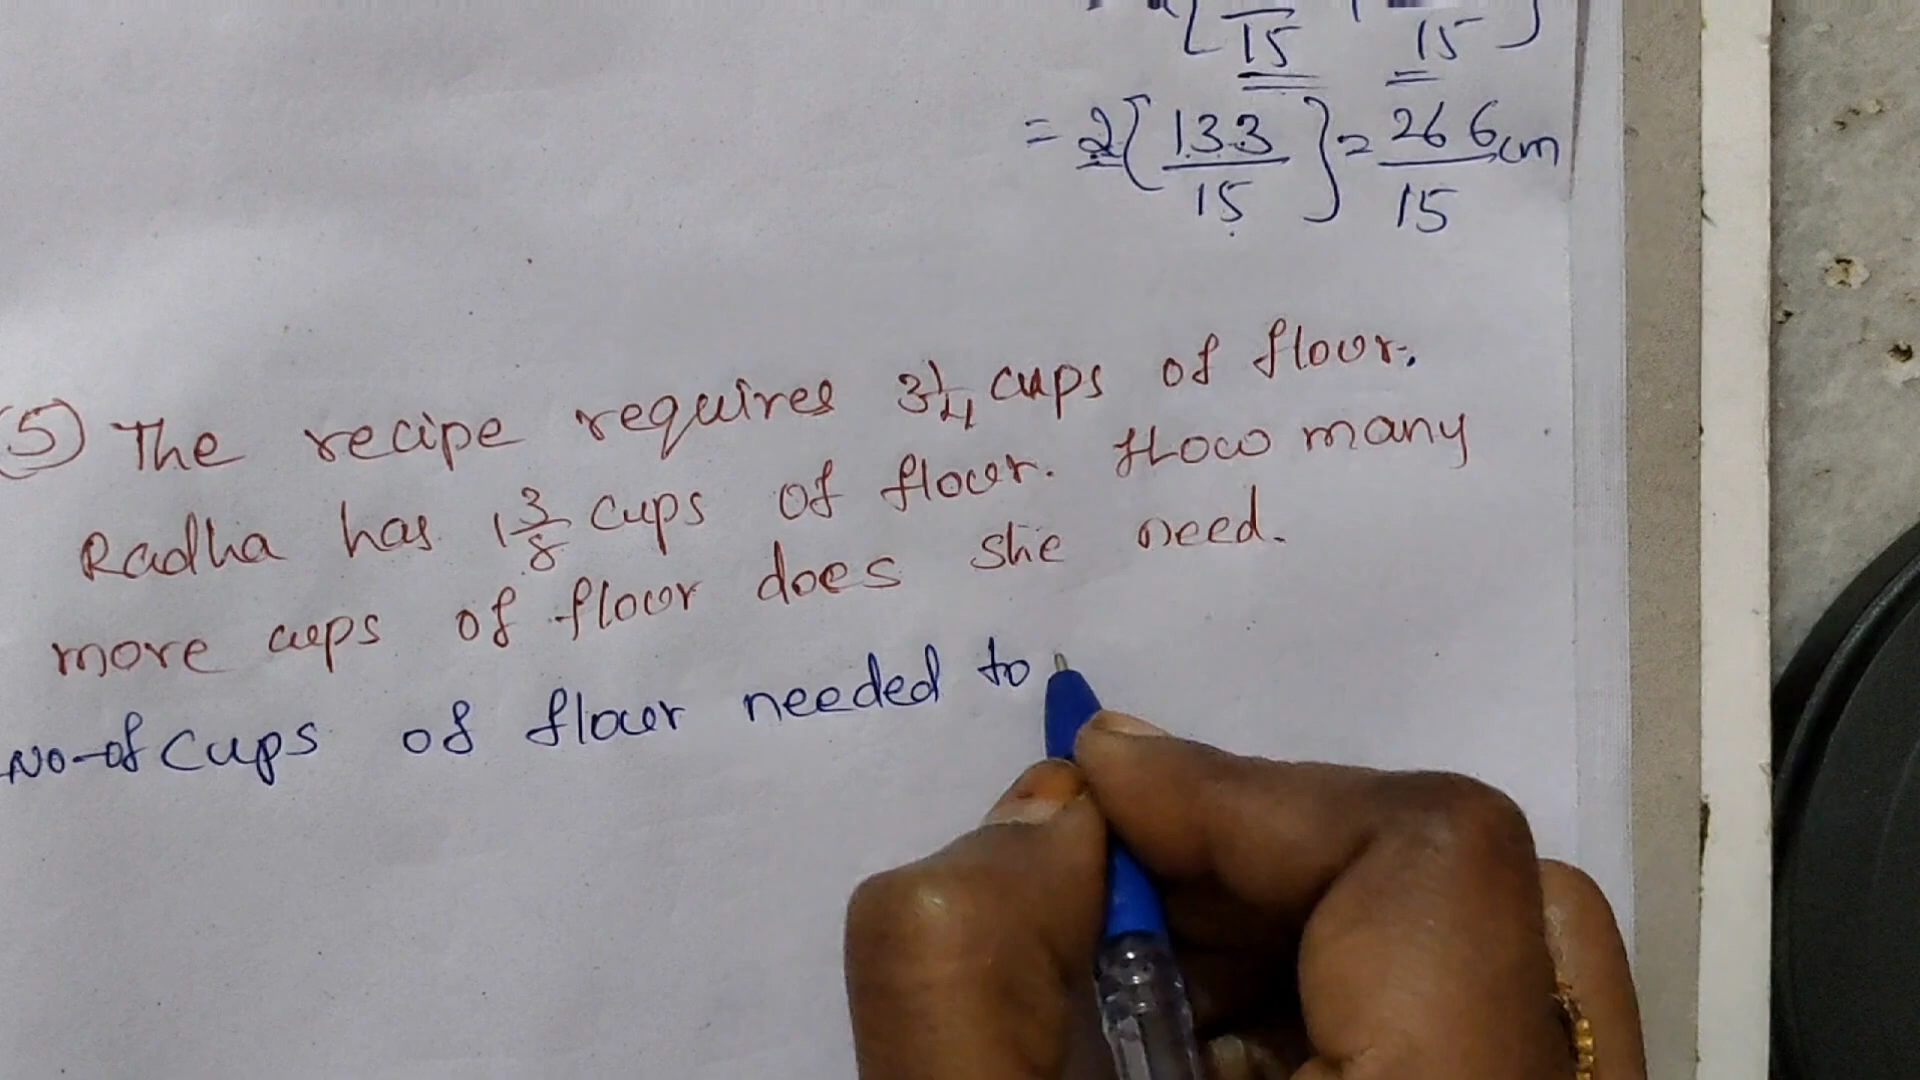 [ 15 15 ]
= 2 { 133/15 } = 266/15 cm
(5) The recipe requires 3 1/4 cups of flour.
Radha has 1 3/8 cups of flour. How many
more cups of flour does she need.
No-of cups of flour needed to